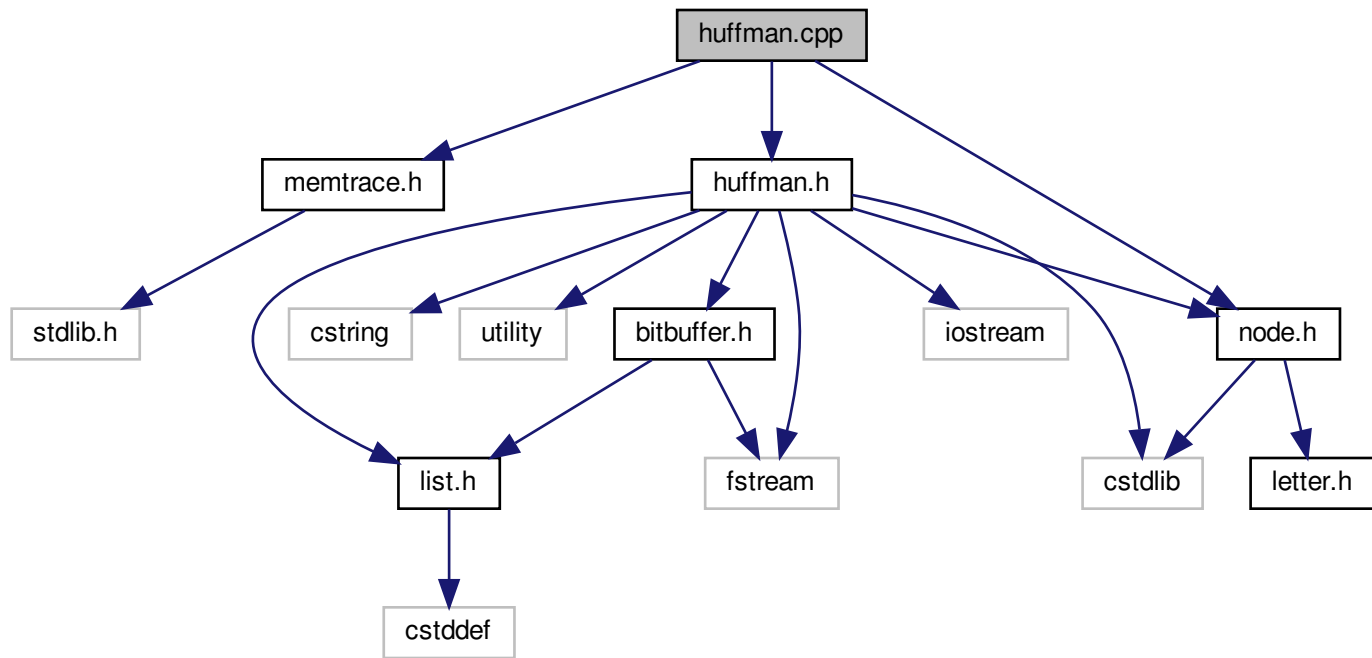 huffman.cpp
memtrace.h
huffman.h
stdlib.h
cstring
utility
bitbuffer.h
iostream
node.h
list.h
fstream
cstdlib
letter.h
cstddef